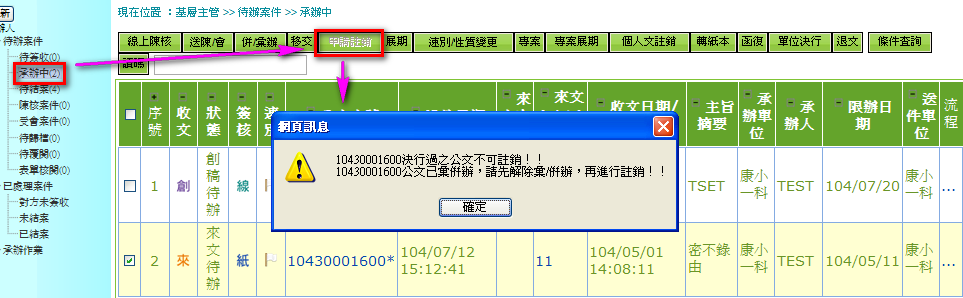 新
現在位置 ：基層主管 >> 待辦案件 >> 承辦中
辦人
待辦案件
待簽收(0)
承辦中(2)
待結案(4)
陳核案件(0)
受會案件(0)
待歸檔(0)
待覆閱(0)
表單核閱(0)
已處理案件
對方未簽收
未結案
已結案
承辦作業
線上陳核 送陳/會 併/彙辦 移交 申請註銷 展期 速別/性質變更 專案 專案展期 個人文註銷 轉紙本 函復 單位決行 退文 條件查詢
讀嗎
序號 收文 狀態 簽核 速別 來 來文 收文日期/ 主旨摘要 承辦單位 承辦人 限辦日期 送件單位 流程
1 創 創稿待辦 線 TSET 康小一科 TEST 104/07/20 康小一科 ...
2 來 來文待辦 紙 10430001600* 104/07/12 15:12:41 11 104/05/01 14:08:11 密不錄由 康小一科 TEST 104/05/11 康小一科 ...
網頁訊息
10430001600決行過之公文不可註銷！！
10430001600公文已彙併辦，請先解除彙/併辦，再進行註銷！！
確定